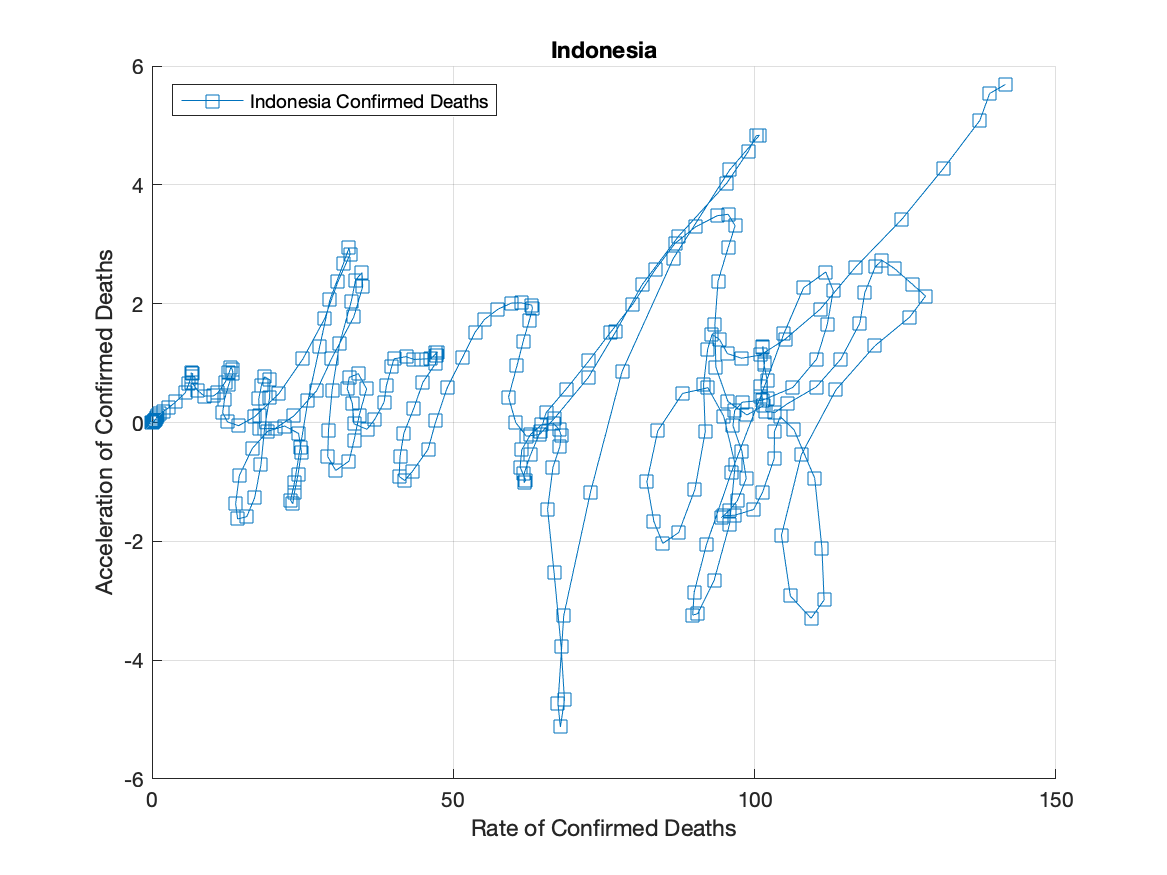 Indonesia
Indonesia Confirmed Deaths
6
4
2
0
-2
-4
-6
Acceleration of Confirmed Deaths
0 50 100 150
Rate of Confirmed Deaths